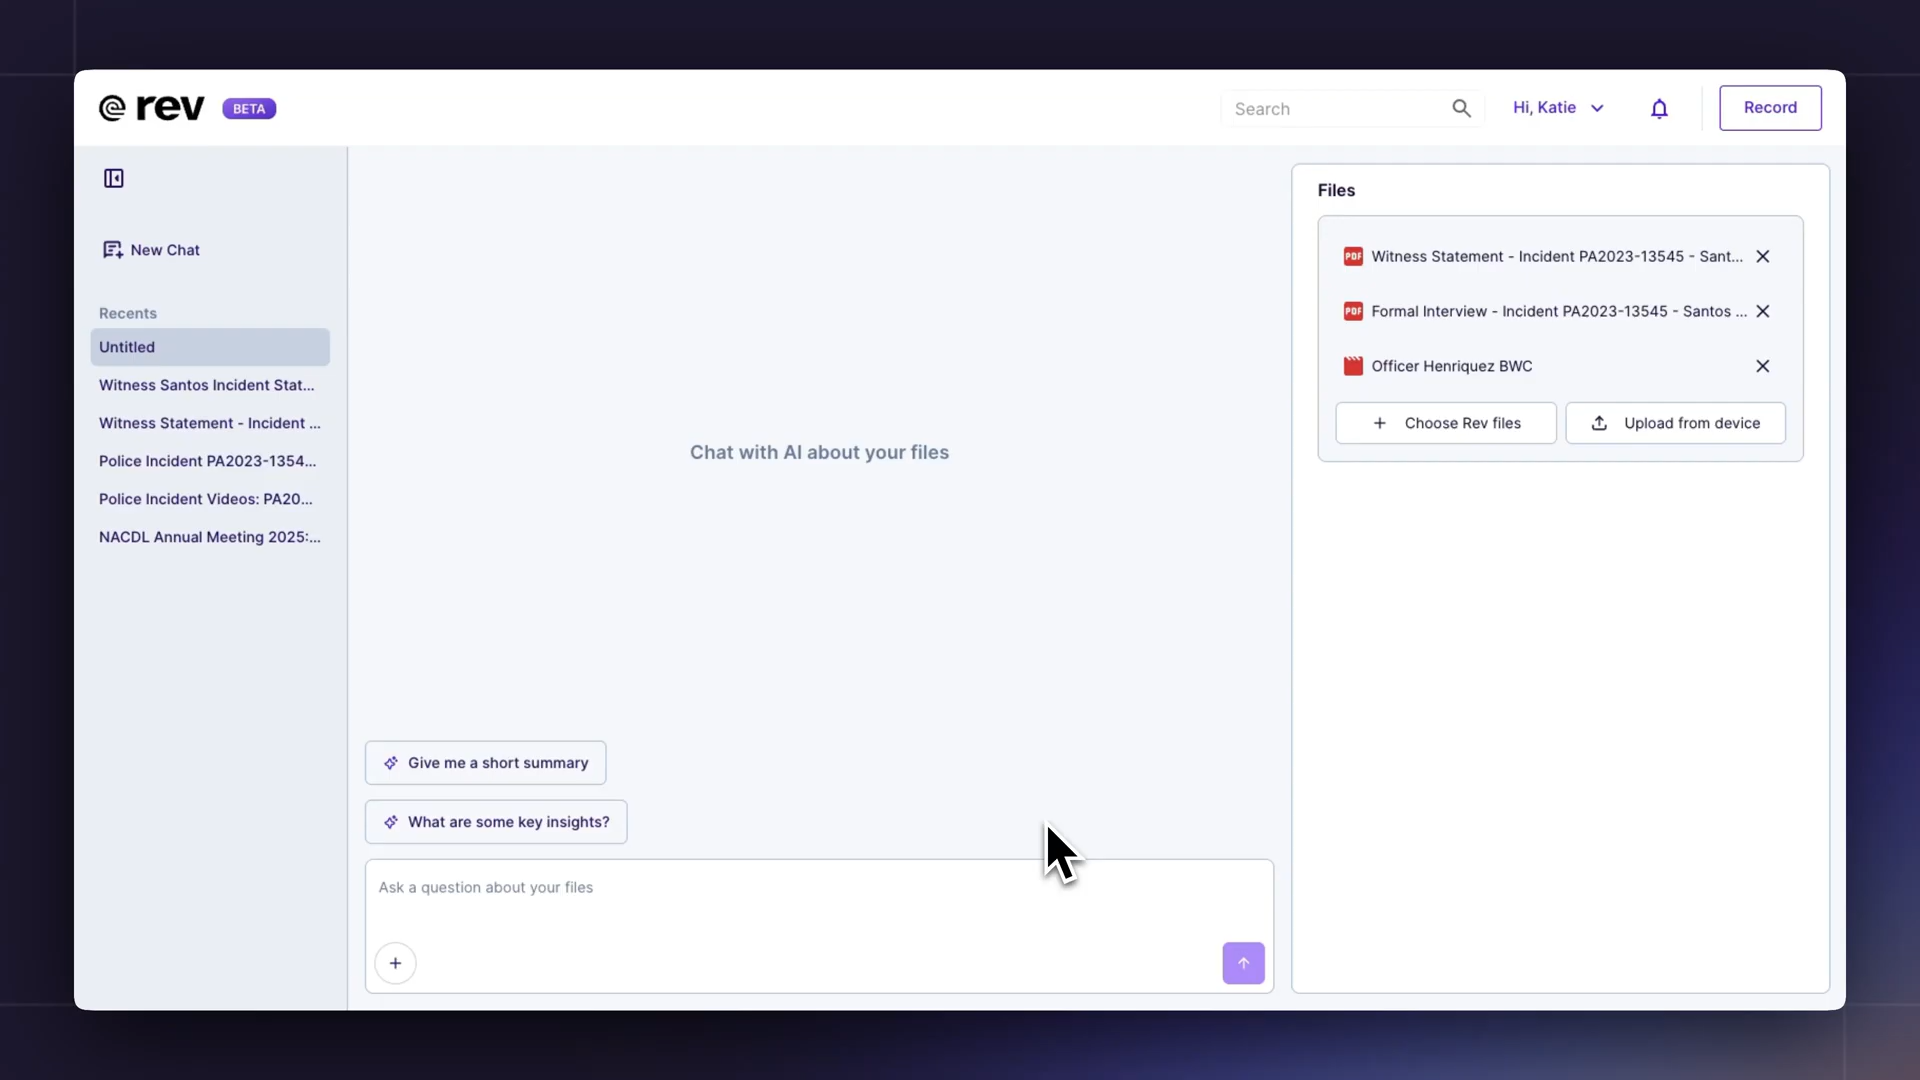 rev BETA
Search
Hi, Katie
Record
New Chat
Recents
Untitled
Witness Santos Incident Stat...
Witness Statement - Incident ...
Police Incident PA2023-1354...
Police Incident Videos: PA20...
NACDL Annual Meeting 2025:...
Chat with AI about your files
Give me a short summary
What are some key insights?
Ask a question about your files
Files
PDF Witness Statement - Incident PA2023-13545 - Sant...
PDF Formal Interview - Incident PA2023-13545 - Santos ...
Officer Henriquez BWC
Choose Rev files
Upload from device